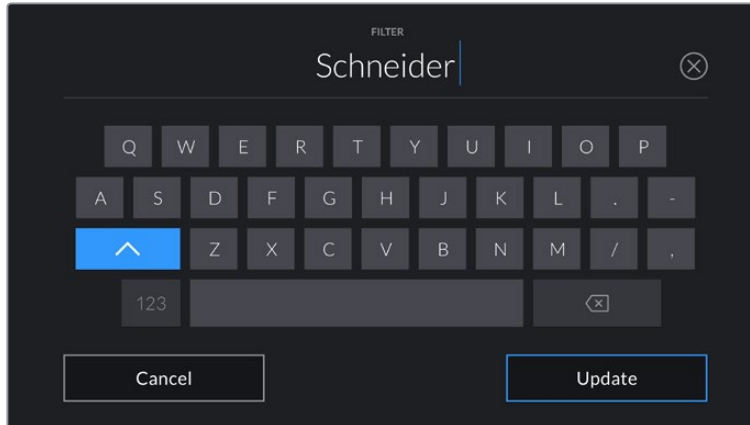 FILTER
Schneider
Q W E R T Y U I O P
A S D F G H J K L . -
Z X C V B N M / ,
123
Cancel Update